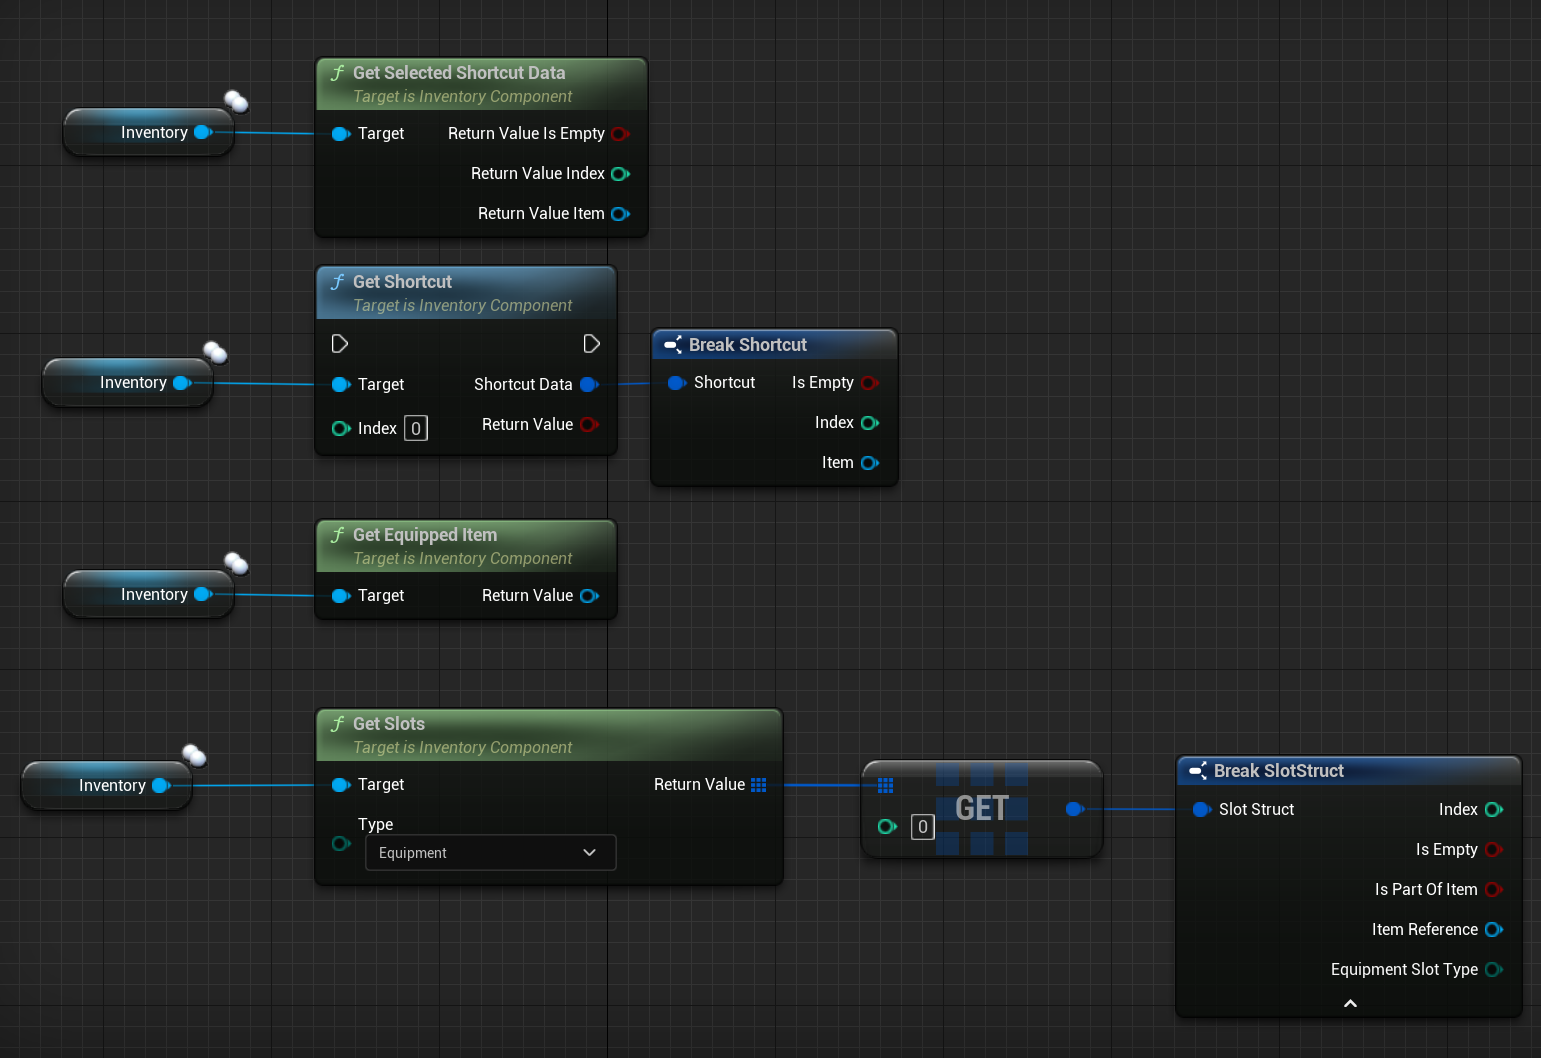 Get Selected Shortcut Data
Target is Inventory Component
Inventory
Target
Return Value Is Empty
Return Value Index
Return Value Item
Get Shortcut
Target is Inventory Component
Break Shortcut
Inventory
Target
Shortcut Data
Shortcut
Is Empty
Index 0
Return Value
Index
Item
Get Equipped Item
Target is Inventory Component
Inventory
Target
Return Value
Get Slots
Target is Inventory Component
Inventory
Target
Return Value
Type
Equipment
GET
0
Break SlotStruct
Slot Struct
Index
Is Empty
Is Part Of Item
Item Reference
Equipment Slot Type